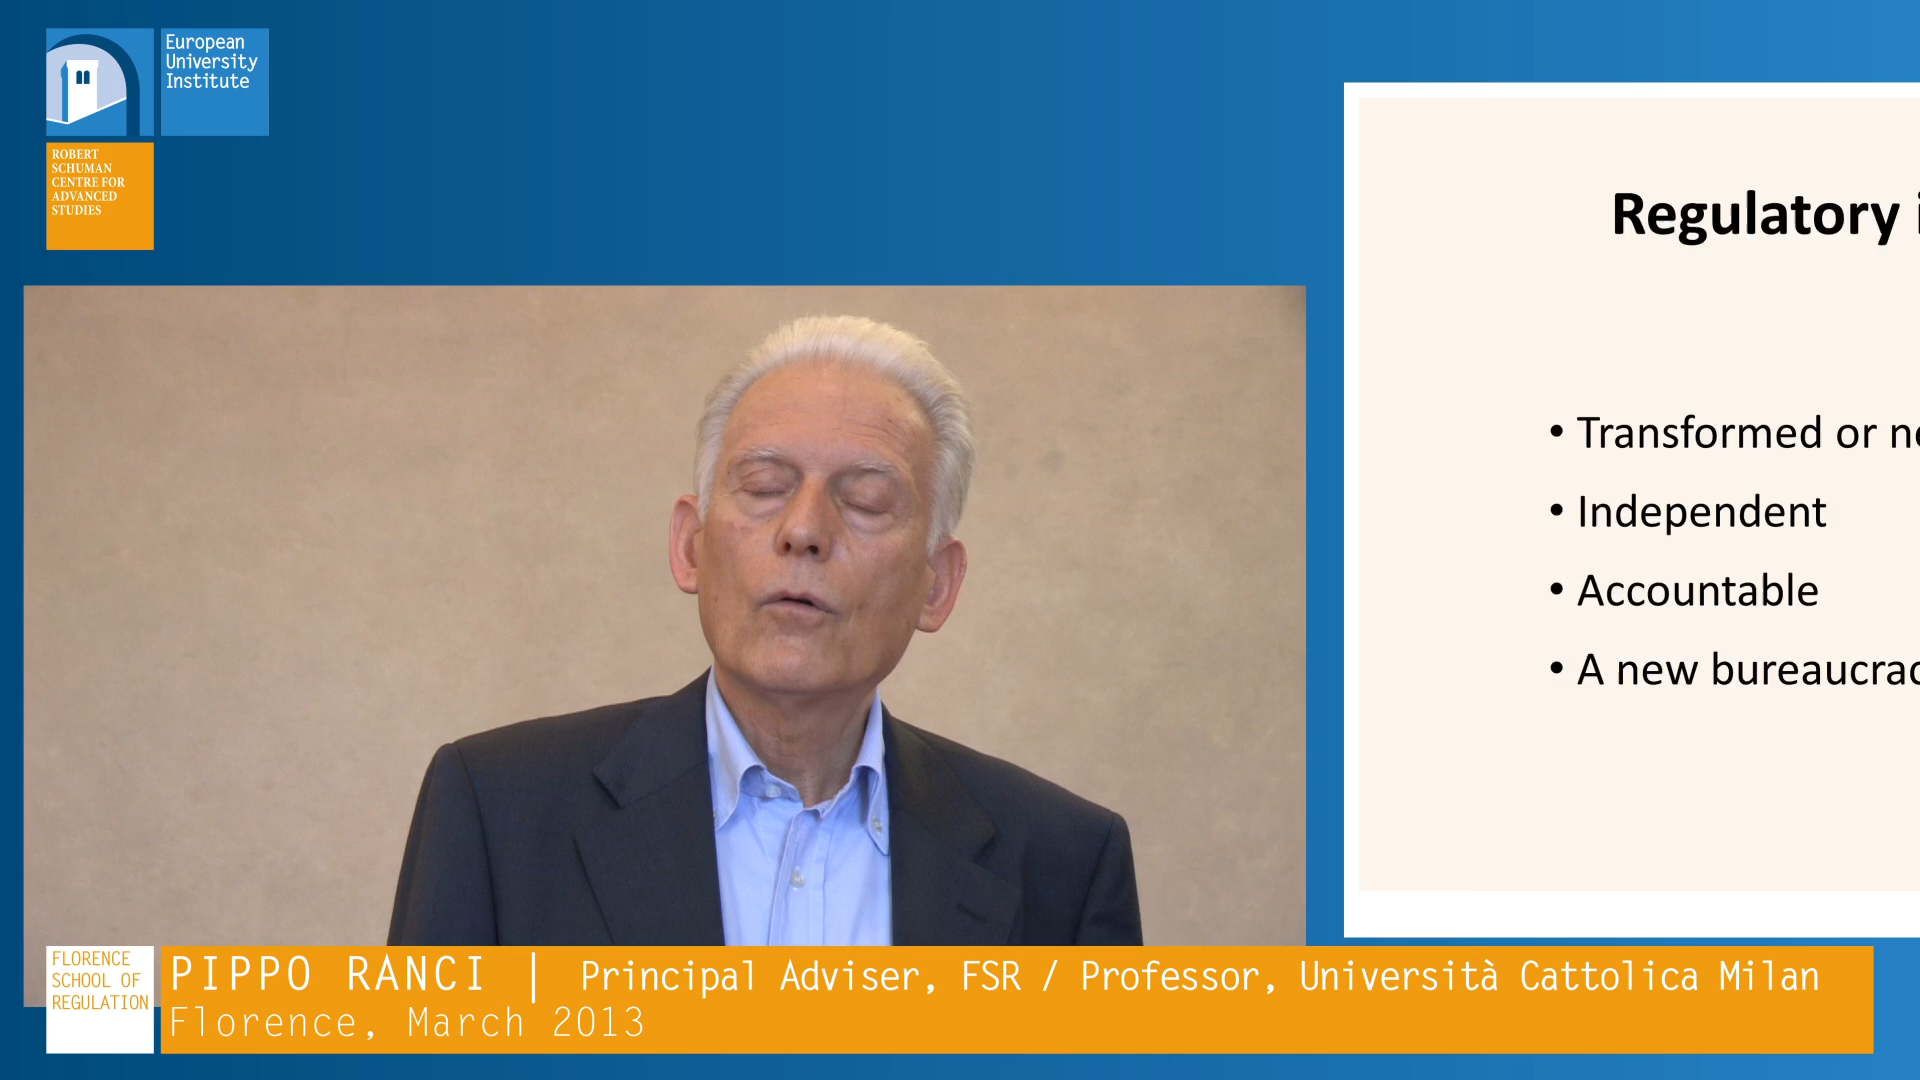 European
University
Institute
ROBERT
SCHUMAN
CENTRE FOR
ADVANCED
STUDIES
Regulatory
• Transformed or
• Independent
• Accountable
• A new
FLORENCE
SCHOOL OF
REGULATION
PIPPO RANCI | Principal Adviser, FSR / Professor, Università Cattolica Milan
Florence, March 2013